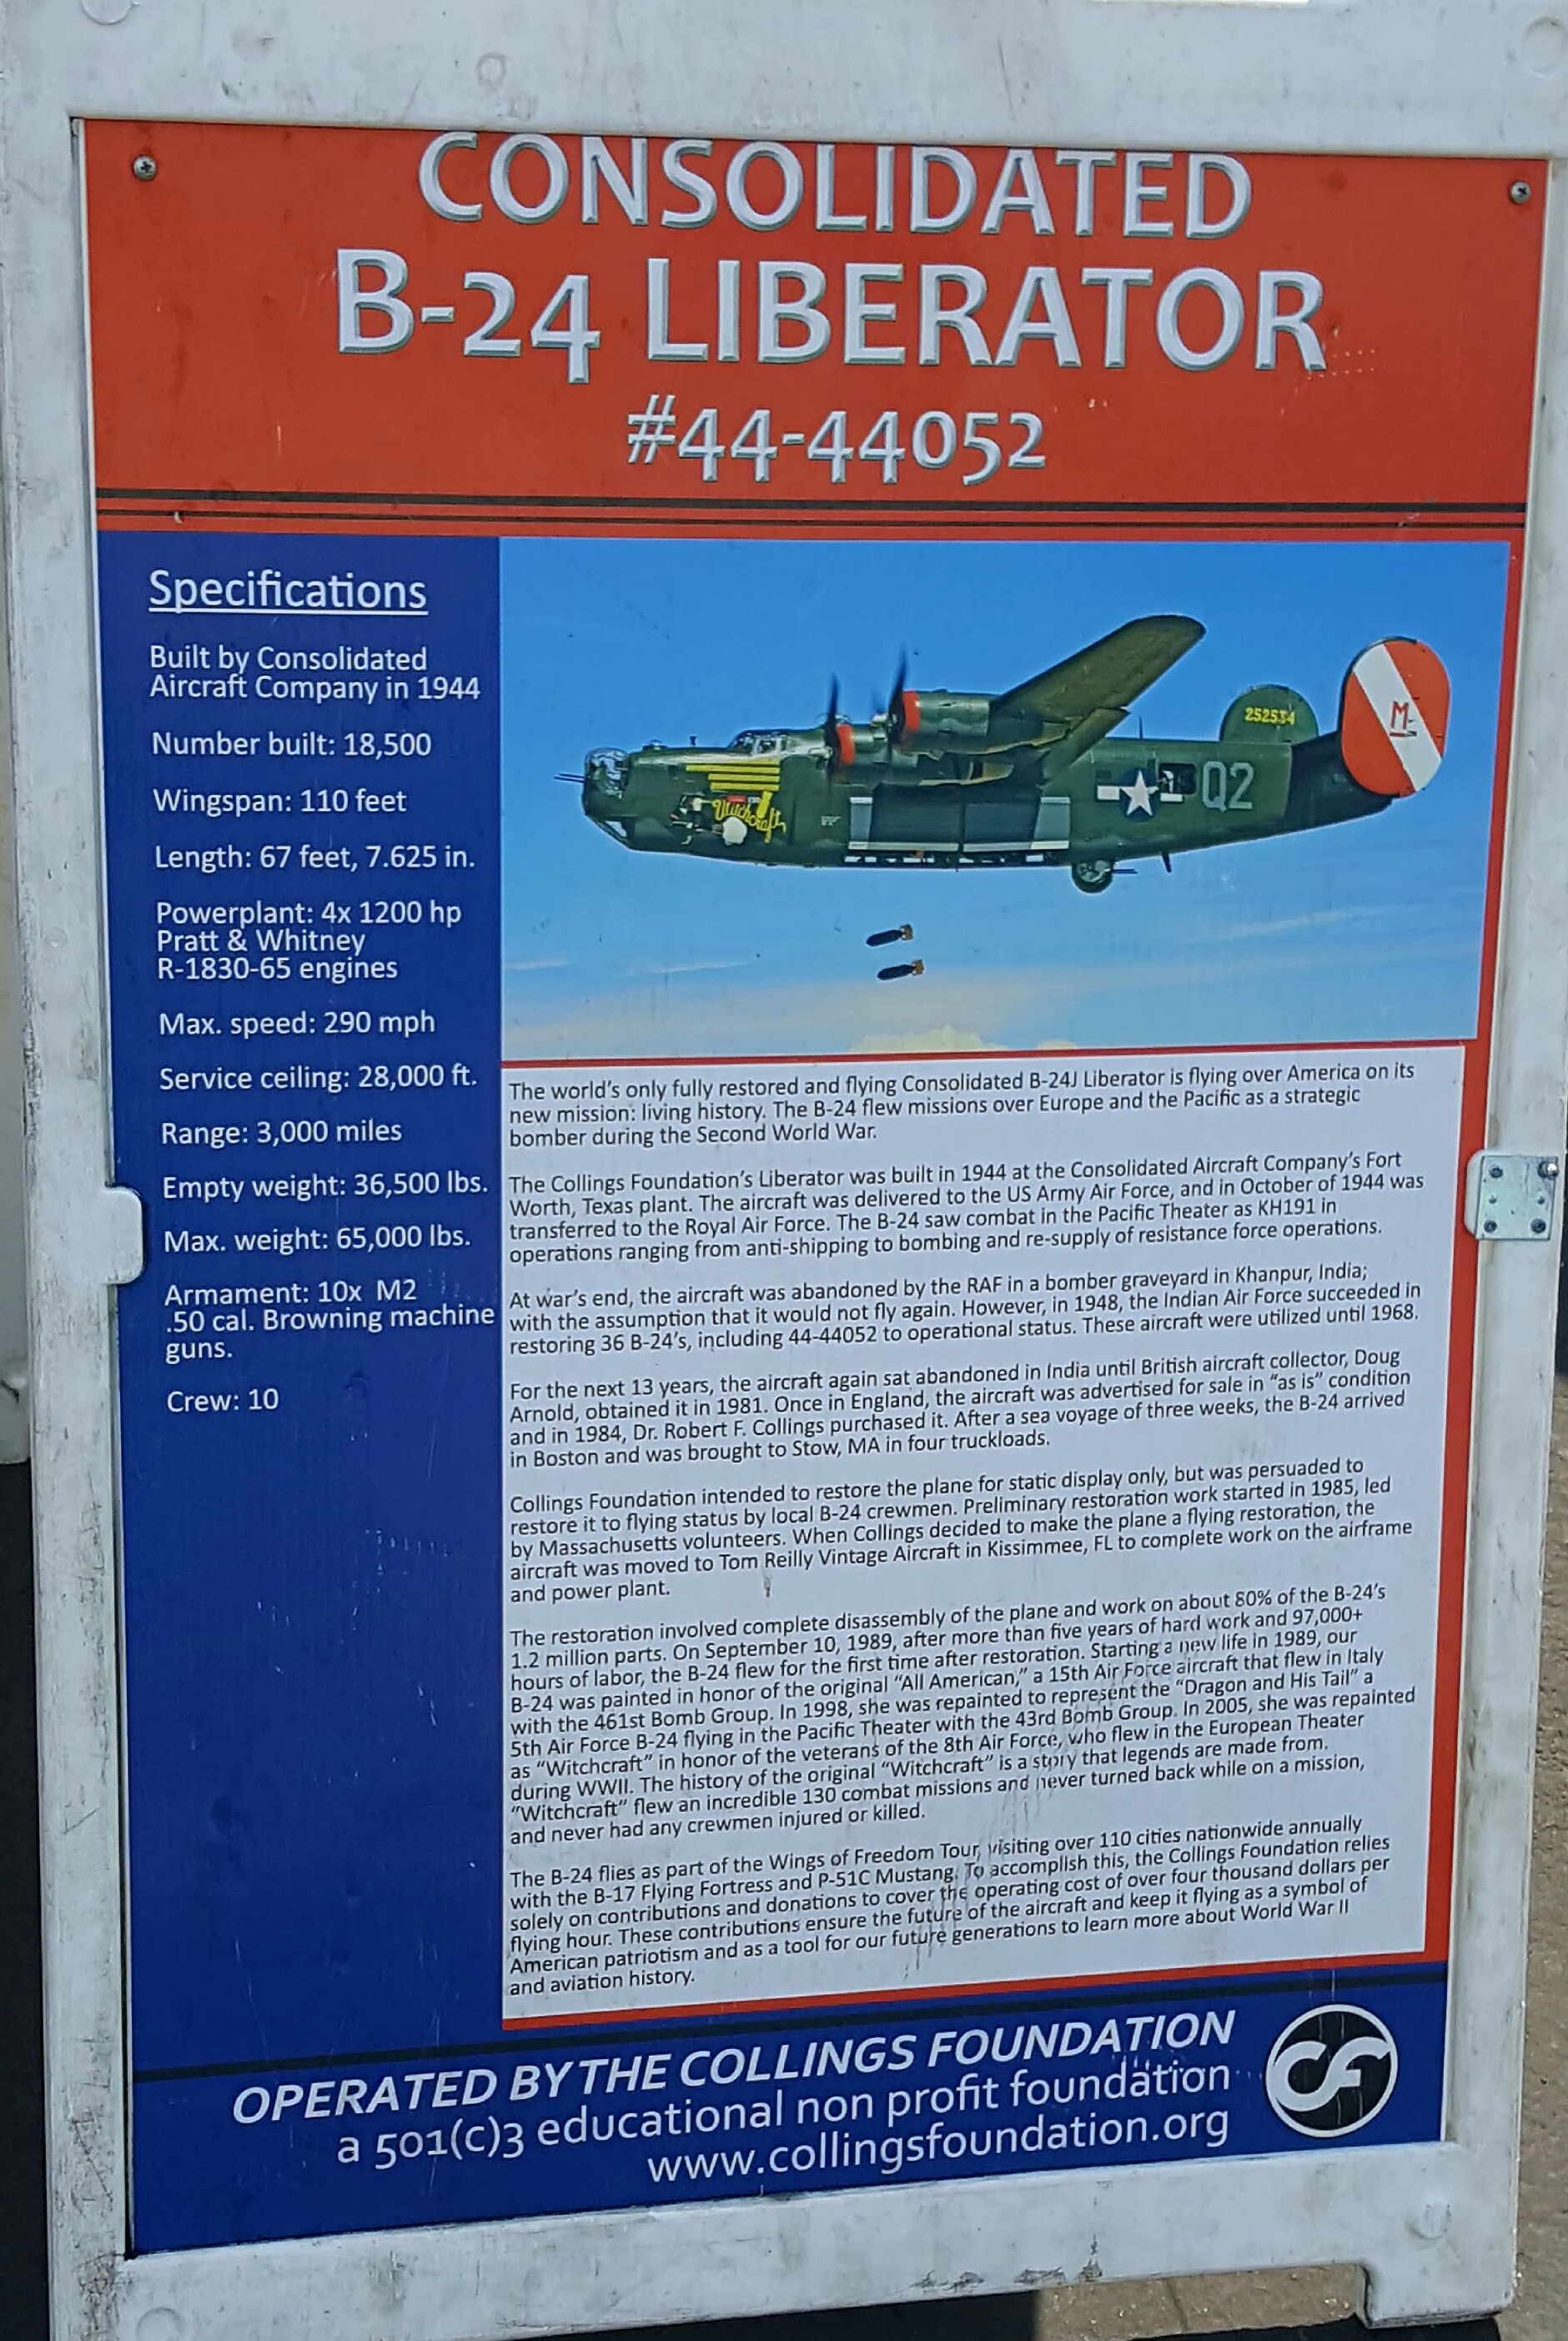 CONSOLIDATED
B-24 LIBERATOR
#44-44052
Specifications
Built by Consolidated
Aircraft Company in 1944
Number built: 18,500
Wingspan: 110 feet
Length: 67 feet, 7.625 in.
Powerplant: 4x 1200 hp
Pratt & Whitney
R-1830-65 engines
Max. speed: 290 mph
Service ceiling: 28,000 ft.
Range: 3,000 miles
Empty weight: 36,500 lbs.
Max. weight: 65,000 lbs.
Armament: 10x M2
.50 cal. Browning machine
guns.
Crew: 10
252534
M
Witchcraft
Q2
The world's only fully restored and flying Consolidated B-24J Liberator is flying over America on its
new mission: living history. The B-24 flew missions over Europe and the Pacific as a strategic
bomber during the Second World War.
The Collings Foundation's Liberator was built in 1944 at the Consolidated Aircraft Company's Fort
Worth, Texas plant. The aircraft was delivered to the US Army Air Force, and in October of 1944 was
transferred to the Royal Air Force. The B-24 saw combat in the Pacific Theater as KH191 in
operations ranging from anti-shipping to bombing and re-supply of resistance force operations.
At war's end, the aircraft was abandoned by the RAF in a bomber graveyard in Khanpur, India;
with the assumption that it would not fly again. However, in 1948, the Indian Air Force succeeded in
restoring 36 B-24's, including 44-44052 to operational status. These aircraft were utilized until 1968.
For the next 13 years, the aircraft again sat abandoned in India until British aircraft collector, Doug
Arnold, obtained it in 1981. Once in England, the aircraft was advertised for sale in "as is" condition
and in 1984, Dr. Robert F. Collings purchased it. After a sea voyage of three weeks, the B-24 arrived
in Boston and was brought to Stow, MA in four truckloads.
Collings Foundation intended to restore the plane for static display only, but was persuaded to
restore it to flying status by local B-24 crewmen. Preliminary restoration work started in 1985, led
by Massachusetts volunteers. When Collings decided to make the plane a flying restoration, the
aircraft was moved to Tom Reilly Vintage Aircraft in Kissimmee, FL to complete work on the airframe
and power plant.
The restoration involved complete disassembly of the plane and work on about 80% of the B-24's
1.2 million parts. On September 10, 1989, after more than five years of hard work and 97,000+
hours of labor, the B-24 flew for the first time after restoration. Starting a new life in 1989, our
B-24 was painted in honor of the original "All American," a 15th Air Force aircraft that flew in Italy
with the 461st Bomb Group. In 1998, she was repainted to represent the "Dragon and His Tail" a
5th Air Force B-24 flying in the Pacific Theater with the 43rd Bomb Group. In 2005, she was repainted
as "Witchcraft" in honor of the veterans of the 8th Air Force, who flew in the European Theater
during WWII. The history of the original "Witchcraft" is a story that legends are made from.
"Witchcraft" flew an incredible 130 combat missions and never turned back while on a mission,
and never had any crewmen injured or killed.
The B-24 flies as part of the Wings of Freedom Tour, visiting over 110 cities nationwide annually
with the B-17 Flying Fortress and P-51C Mustang. To accomplish this, the Collings Foundation relies
solely on contributions and donations to cover the operating cost of over four thousand dollars per
flying hour. These contributions ensure the future of the aircraft and keep it flying as a symbol of
American patriotism and as a tool for our future generations to learn more about World War II
and aviation history.
OPERATED BY THE COLLINGS FOUNDATION
a 501(c)3 educational non profit foundation
www.collingsfoundation.org
CF